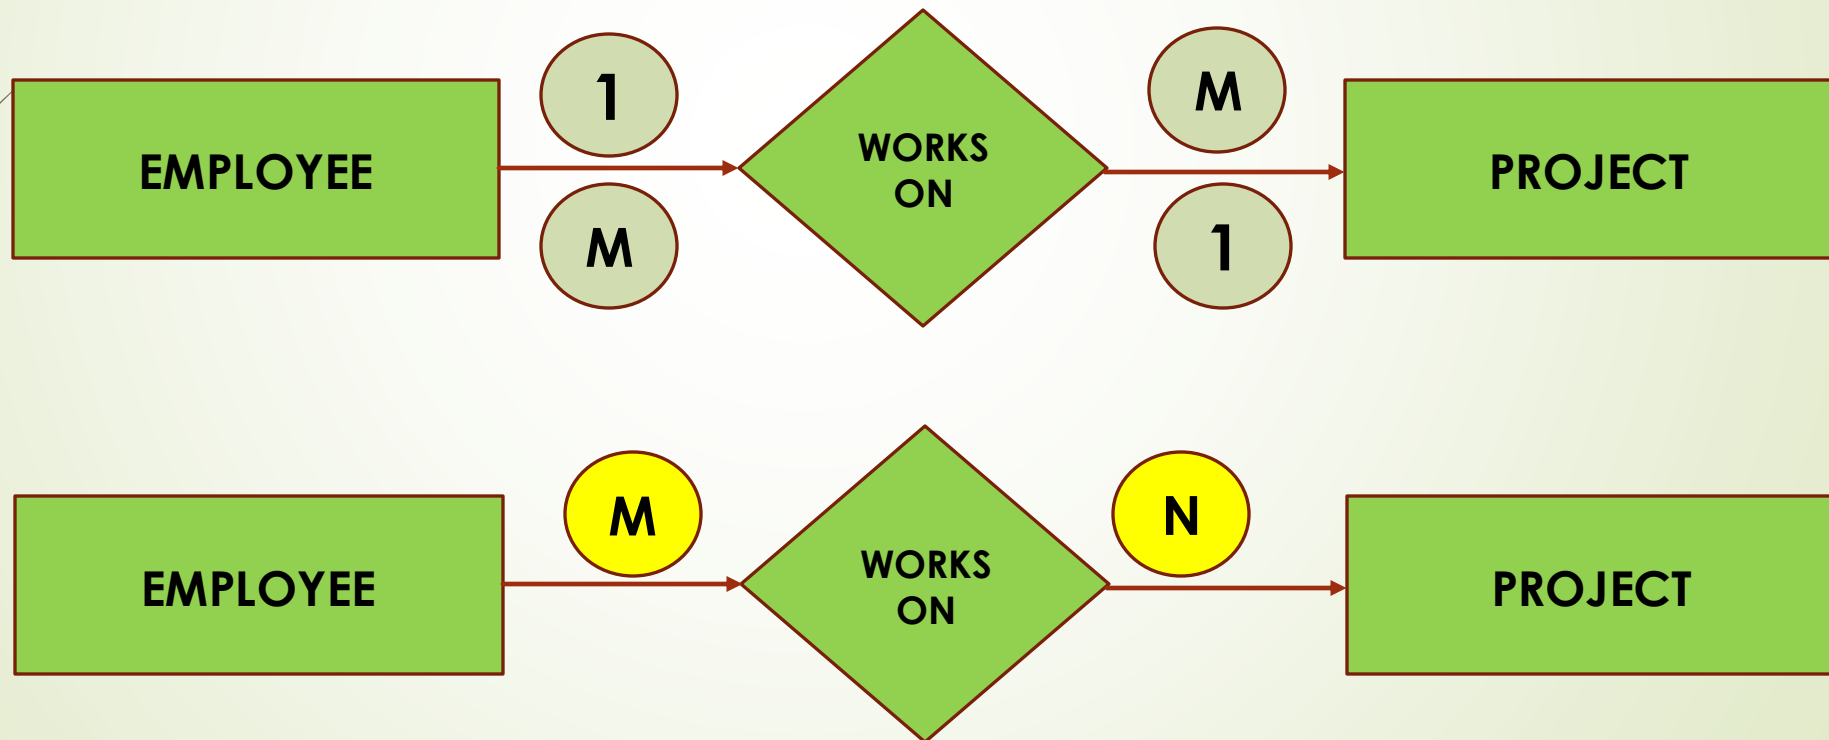 1
M
EMPLOYEE
WORKS
ON
PROJECT
M
1
M
N
EMPLOYEE
WORKS
ON
PROJECT